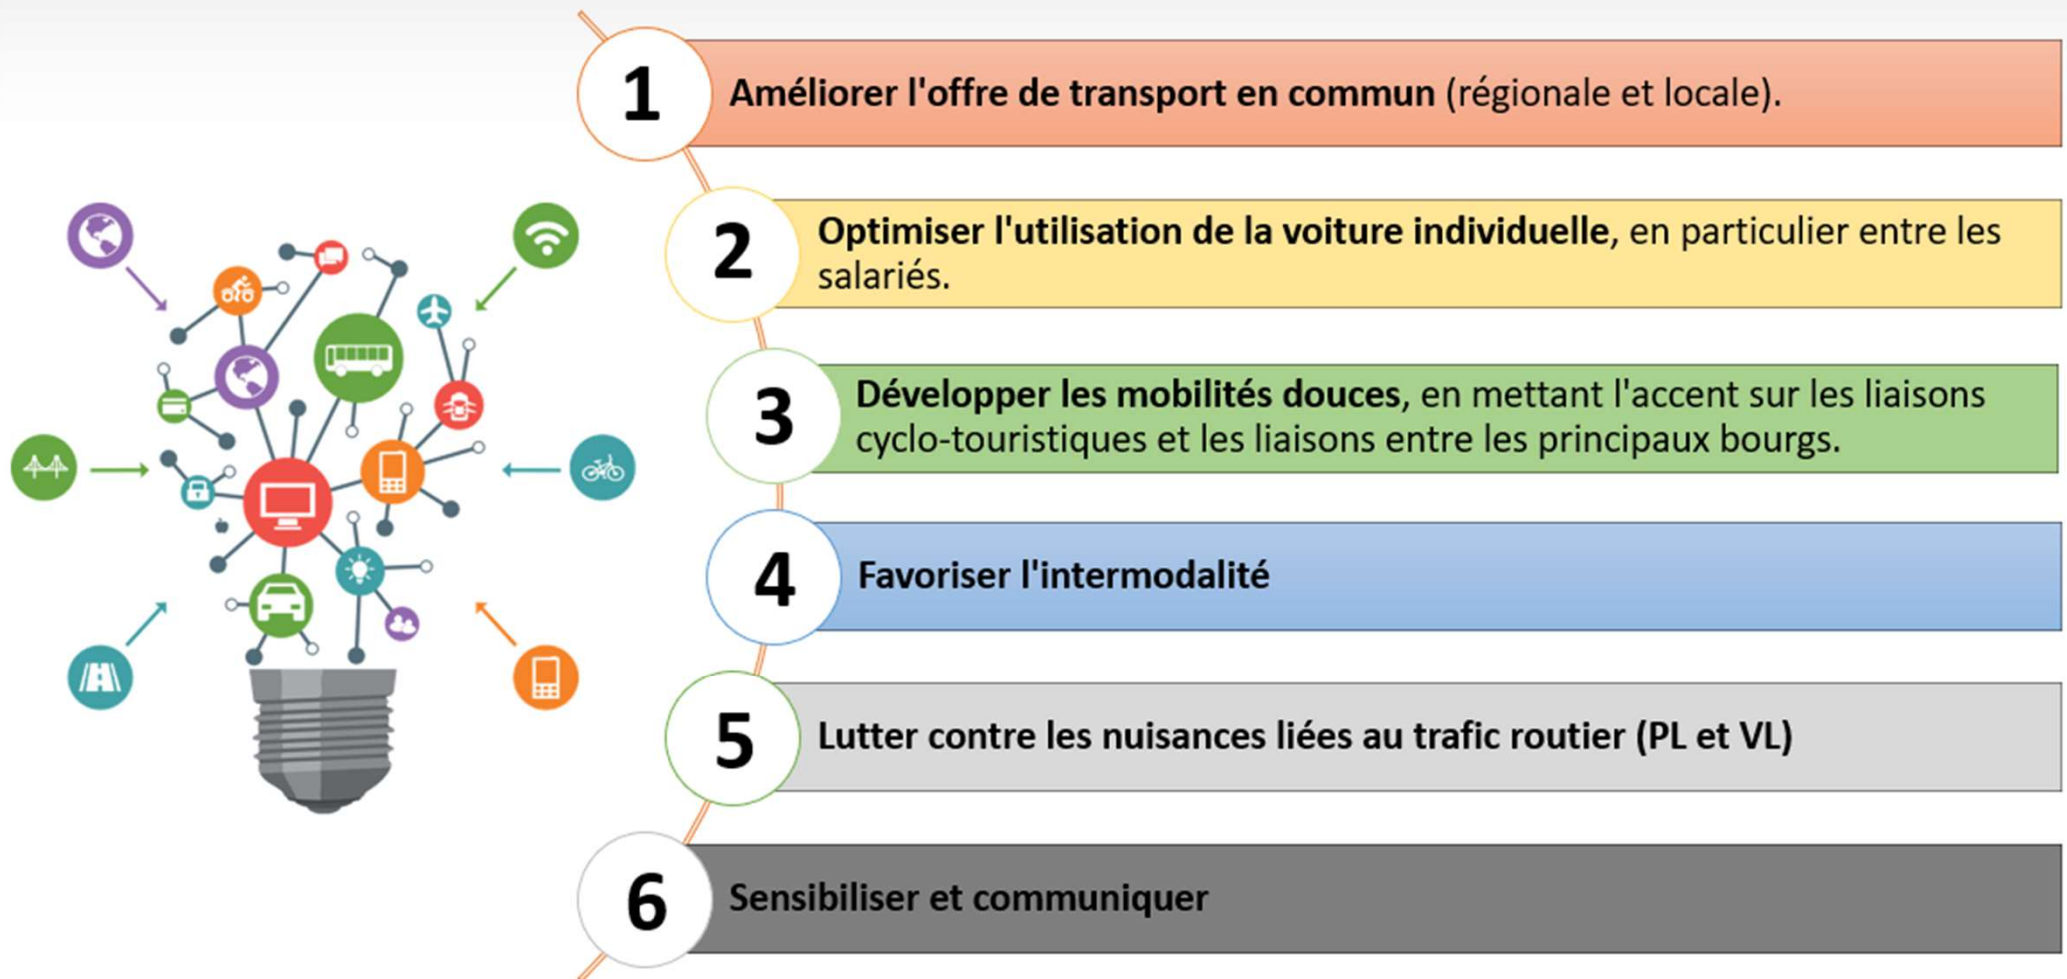 1
Améliorer l'offre de transport en commun (régionale et locale).
2
Optimiser l'utilisation de la voiture individuelle, en particulier entre les
salariés.
3
Développer les mobilités douces, en mettant l'accent sur les liaisons
cyclo-touristiques et les liaisons entre les principaux bourgs.
4
Favoriser l'intermodalité
5
Lutter contre les nuisances liées au trafic routier (PL et VL)
6
Sensibiliser et communiquer